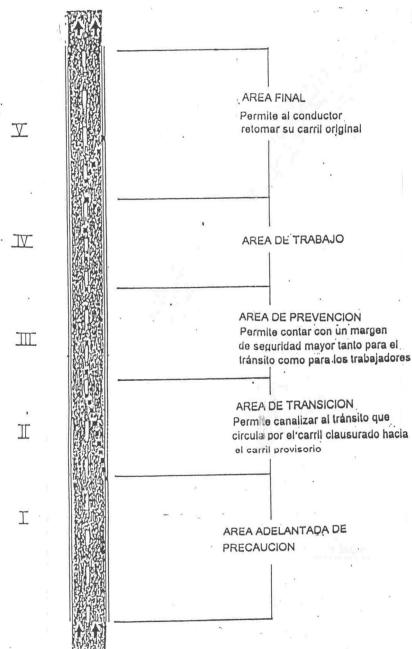 V
AREA FINAL
Permite al conductor
retomar su carril original
IV
AREA DE TRABAJO
III
AREA DE PREVENCION
Permite contar con un margen
de seguridad mayor tanto para el
tránsito como para los trabajadores
II
AREA DE TRANSICION
Permite canalizar al tránsito que
circula por el carril clausurado hacia
el carril provisorio
I
AREA ADELANTADA DE
PRECAUCION